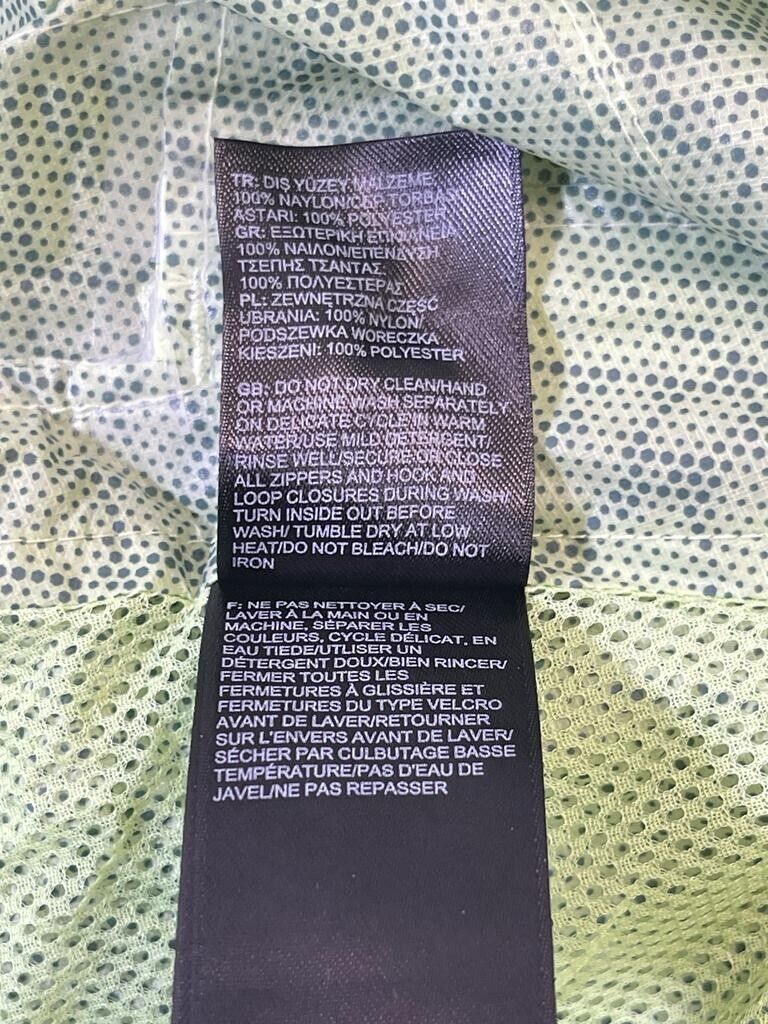 TR: DIŞ YÜZEY MALZEME,
100% NAYLON/CEP TORBASI
ASTARI: 100% POLYESTER
GR: ΕΞΩΤΕΡΙΚΗ ΕΠΙΦΑΝΕΙΑ
100% ΝΑΙΛΟΝ/ΕΠΕΝΔΥΣΗ
ΤΣΕΠΗΣ ΤΣΑΝΤΑΣ
100% ΠΟΛΥΕΣΤΕΡΑΣ
PL: ZEWNĘTRZNA CZĘŚĆ
UBRANIA: 100% NYLON/
PODSZEWKA WORECZKA
KIESZENI: 100% POLYESTER
GB: DO NOT DRY CLEAN/HAND
OR MACHINE WASH SEPARATELY
ON DELICATE CYCLE IN WARM
WATER/USE MILD DETERGENT/
RINSE WELL/SECURE OR CLOSE
ALL ZIPPERS AND HOOK AND
LOOP CLOSURES DURING WASH/
TURN INSIDE OUT BEFORE
WASH/ TUMBLE DRY AT LOW
HEAT/DO NOT BLEACH/DO NOT
IRON
F: NE PAS NETTOYER À SEC/
LAVER À LA MAIN OU EN
MACHINE, SÉPARER LES
COULEURS, CYCLE DÉLICAT, EN
EAU TIEDE/UTLISER UN
DÉTERGENT DOUX/BIEN RINCER/
FERMER TOUTES LES
FERMETURES À GLISSIÈRE ET
FERMETURES DU TYPE VELCRO
AVANT DE LAVER/RETOURNER
SUR L'ENVERS AVANT DE LAVER/
SÉCHER PAR CULBUTAGE BASSE
TEMPÉRATURE/PAS D'EAU DE
JAVEL/NE PAS REPASSER